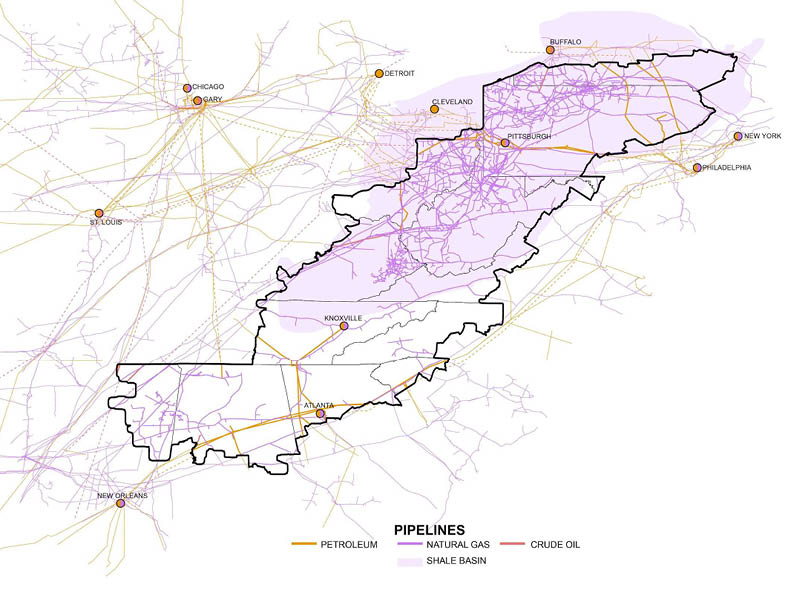 BUFFALO
DETROIT
CHICAGO
GARY
CLEVELAND
PITTSBURGH
NEW YORK
PHILADELPHIA
ST. LOUIS
KNOXVILLE
ATLANTA
NEW ORLEANS
PIPELINES
PETROLEUM NATURAL GAS CRUDE OIL
SHALE BASIN